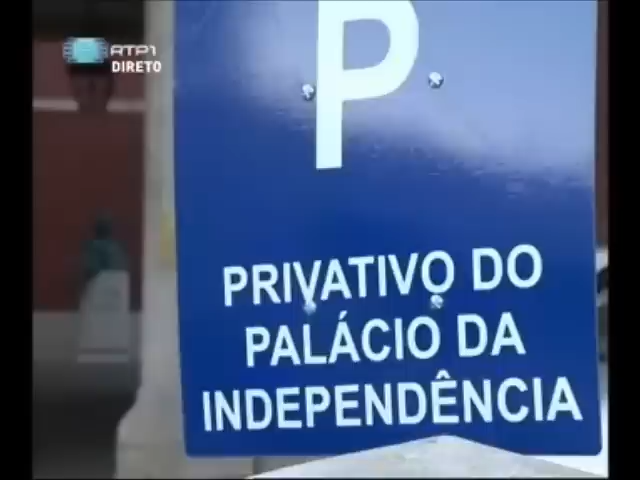 RTP1
DIRETO
P
PRIVATIVO DO
PALÁCIO DA
INDEPENDÊNCIA